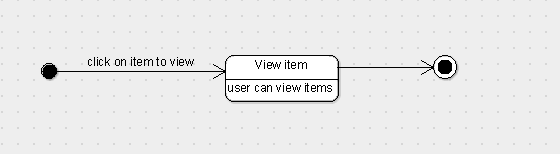 click on item to view
View item
user can view items